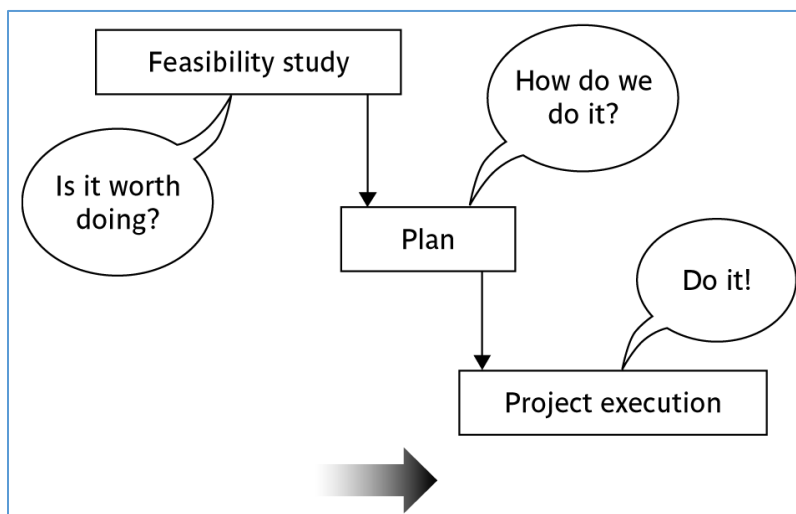 Feasibility study
Is it worth
doing?
How do we
do it?
Plan
Do it!
Project execution